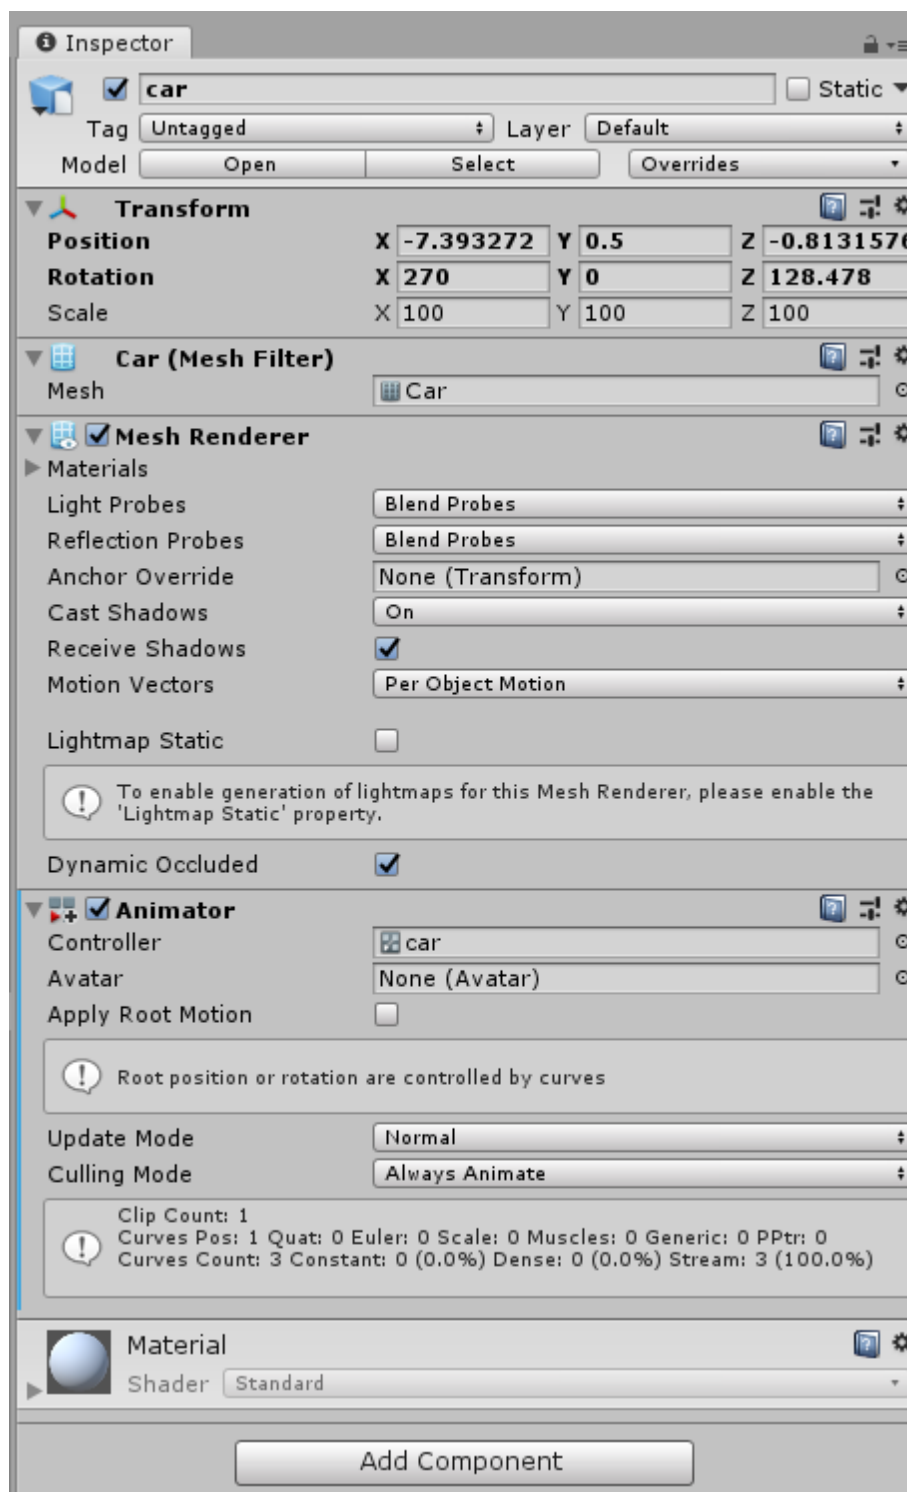 Inspector
car
Static
Tag Untagged Layer Default
Model Open Select Overrides
Transform
Position X -7.393272 Y 0.5 Z -0.8131576
Rotation X 270 Y 0 Z 128.478
Scale X 100 Y 100 Z 100
Car (Mesh Filter)
Mesh Car
Mesh Renderer
Materials
Light Probes Blend Probes
Reflection Probes Blend Probes
Anchor Override None (Transform)
Cast Shadows On
Receive Shadows
Motion Vectors Per Object Motion
Lightmap Static
To enable generation of lightmaps for this Mesh Renderer, please enable the
'Lightmap Static' property.
Dynamic Occluded
Animator
Controller car
Avatar None (Avatar)
Apply Root Motion
Root position or rotation are controlled by curves
Update Mode Normal
Culling Mode Always Animate
Clip Count: 1
Curves Pos: 1 Quat: 0 Euler: 0 Scale: 0 Muscles: 0 Generic: 0 PPtr: 0
Curves Count: 3 Constant: 0 (0.0%) Dense: 0 (0.0%) Stream: 3 (100.0%)
Material
Shader Standard
Add Component